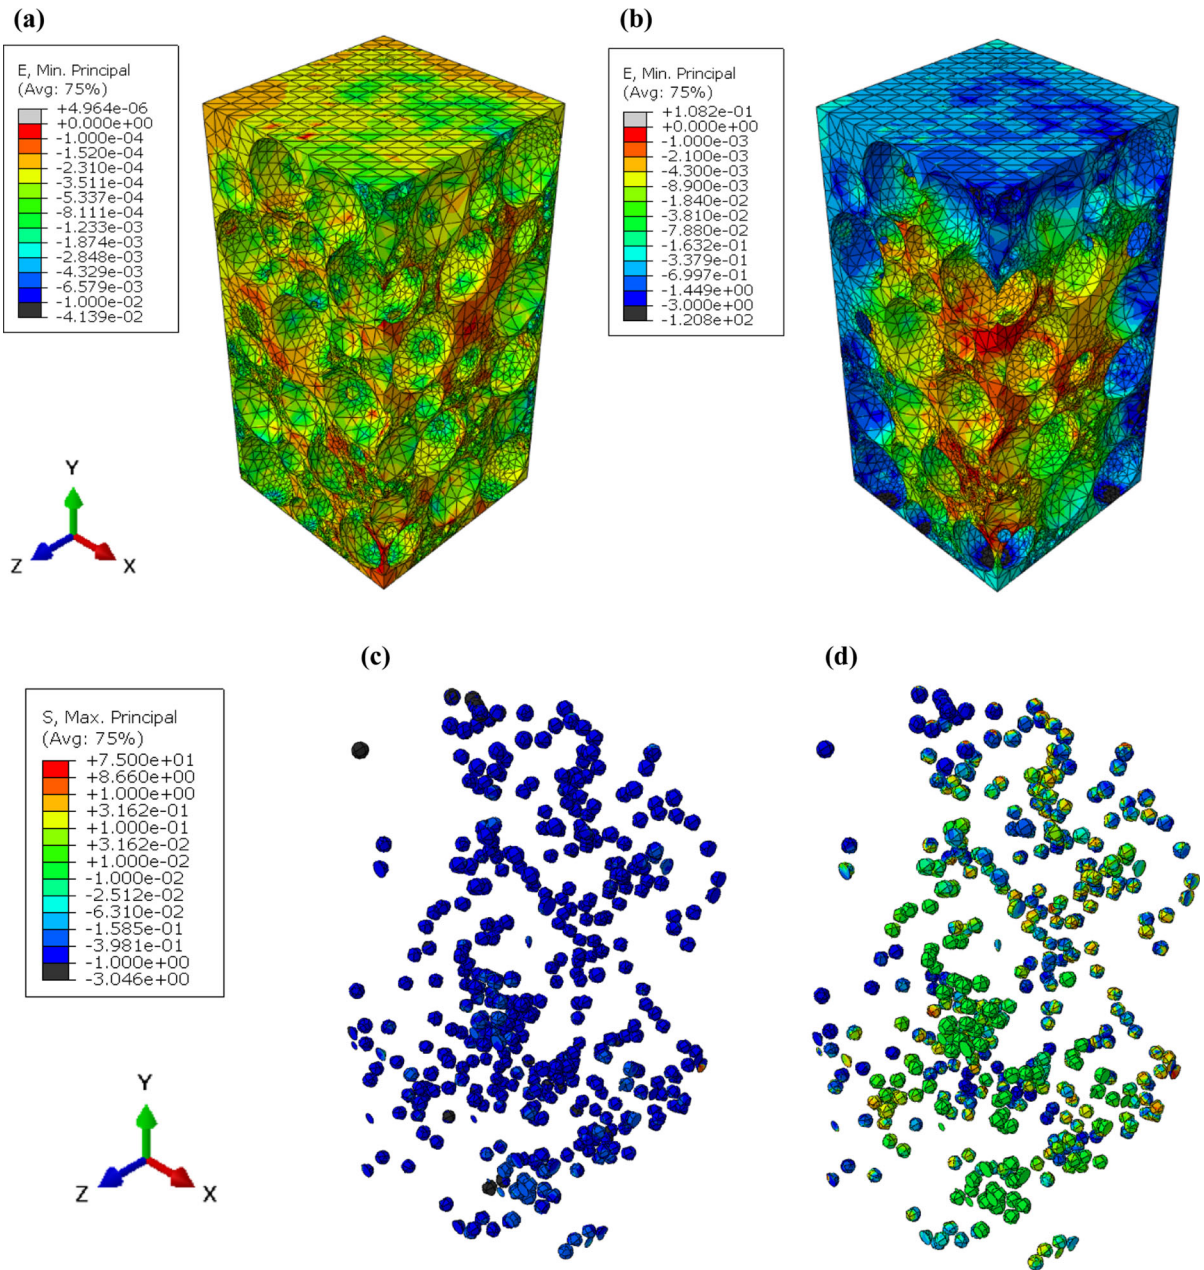 (a)
E, Min. Principal
(Avg: 75%)
+4.964e-06
+0.000e+00
-1.000e-04
-1.520e-04
-2.310e-04
-3.511e-04
-5.337e-04
-8.111e-04
-1.233e-03
-1.874e-03
-2.848e-03
-4.329e-03
-6.579e-03
-1.000e-02
-4.139e-02
Y
Z
X
(b)
E, Min. Principal
(Avg: 75%)
+1.082e-01
+0.000e+00
-1.000e-03
-2.100e-03
-4.300e-03
-8.900e-03
-1.840e-02
-3.810e-02
-7.880e-02
-1.632e-01
-3.379e-01
-6.997e-01
-1.449e+00
-3.000e+00
-1.208e+02
(c)
(d)
S, Max. Principal
(Avg: 75%)
+7.500e+01
+8.660e+00
+1.000e+00
+3.162e-01
+1.000e-01
+3.162e-02
+1.000e-02
-1.000e-02
-2.512e-02
-6.310e-02
-1.585e-01
-3.981e-01
-1.000e+00
-3.046e+00
Y
Z
X